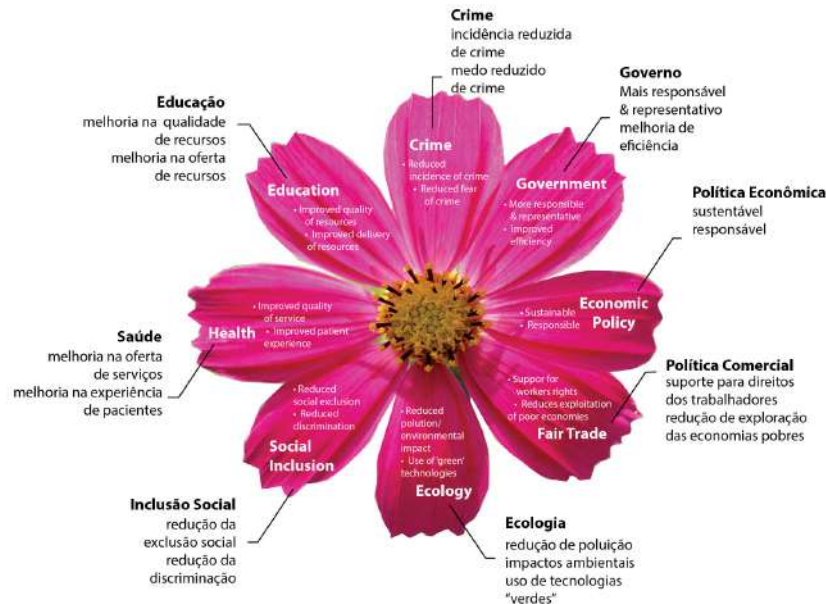 Crime
incidência reduzida
de crime
medo reduzido
de crime
Governo
Mais responsável
& representativo
melhoria de
eficiência
Educação
melhoria na qualidade
de recursos
melhoria na oferta
de recursos
Política Econômica
sustentável
responsável
Saúde
melhoria na oferta
de serviços
melhoria na experiência
de pacientes
Política Comercial
suporte para direitos
dos trabalhadores
redução de exploração
das economias pobres
Inclusão Social
redução da
exclusão social
redução da
discriminação
Ecologia
redução de poluição
impactos ambientais
uso de tecnologias
"verdes"
Crime
• Reduced
incidence of crime
• Reduced fear
of crime
Government
• More responsible
& representative
• Improved
efficiency
Education
• Improved quality
of resources
• Improved delivery
of resources
Economic
Policy
• Sustainable
• Responsible
Health
• Improved quality
of service
• Improved patient
experience
• Suppor for
workers rights
• Reduces exploitation
of poor economies
Fair Trade
• Reduced
social exclusion
• Reduced
discrimination
Social
Inclusion
• Reduced
polution/
environmental
impact
• Use of 'green'
technologies
Ecology